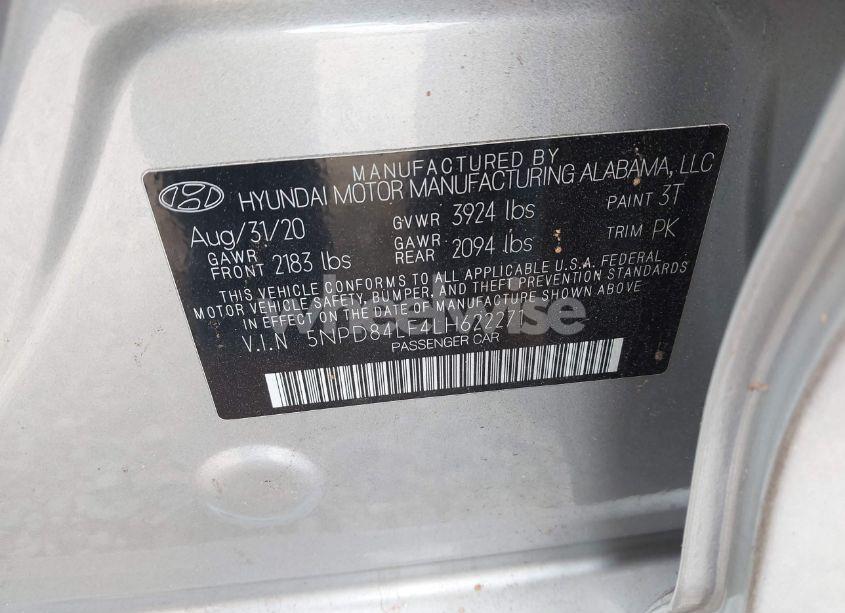 MANUFACTURED BY
HYUNDAI MOTOR MANUFACTURING ALABAMA, LLC
Aug/31/20 GVWR 3924 lbs PAINT 3T
GAWR FRONT 2183 lbs GAWR REAR 2094 lbs TRIM PK
THIS VEHICLE CONFORMS TO ALL APPLICABLE U.S.A. FEDERAL
MOTOR VEHICLE SAFETY, BUMPER, AND THEFT PREVENTION STANDARDS
IN EFFECT ON THE DATE OF MANUFACTURE SHOWN ABOVE
wheelwise
V.I.N 5NPD84LF4LH622271
PASSENGER CAR